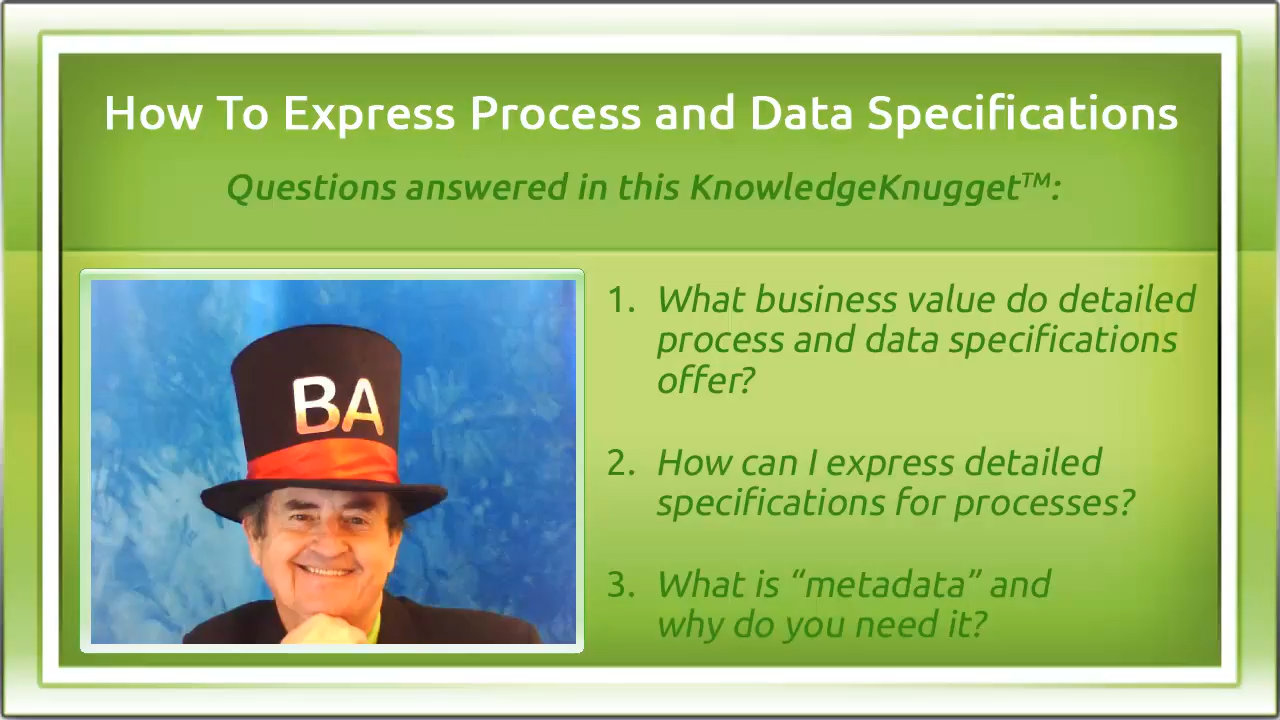 How To Express Process and Data Specifications
Questions answered in this KnowledgeKnugget™:
BA
1. What business value do detailed
process and data specifications
offer?
2. How can I express detailed
specifications for processes?
3. What is “metadata” and
why do you need it?